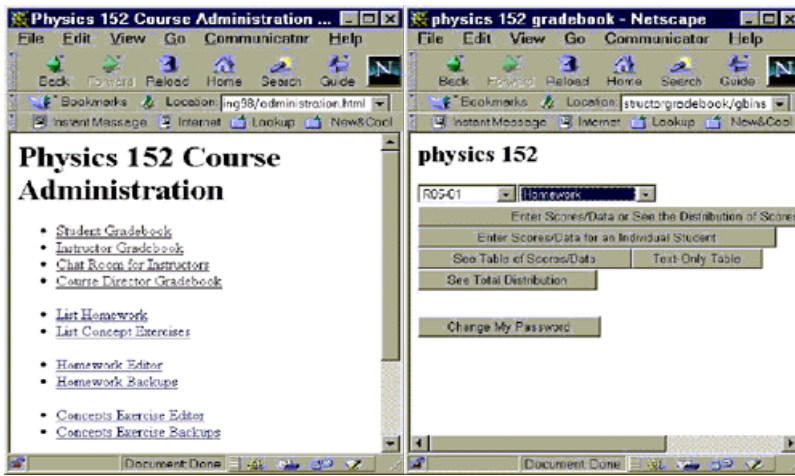 Physics 152 Course Administration ...
File Edit View Go Communicator Help
Back Forward Reload Home Search Guide
Bookmarks Location: ing98/administration.html
Instant Message Internet Lookup New&Cool
Physics 152 Course
Administration
Student Gradebook
Instructor Gradebook
Chat Room for Instructors
Course Director Gradebook
List Homework
List Concept Exercises
Homework Editor
Homework Backups
Concepts Exercise Editor
Concepts Exercise Backups
Document Done
physics 152 gradebook - Netscape
File Edit View Go Communicator Help
Back Forward Reload Home Search Guide
Bookmarks Location: structorgradebook/gbins
Instant Message Internet Lookup New&Cool
physics 152
R05-01 Homework
Enter Scores/Data or See the Distribution of Scores
Enter Scores/Data for an Individual Student
See Table of Scores/Data Text-Only Table
See Total Distribution
Change My Password
Document Done